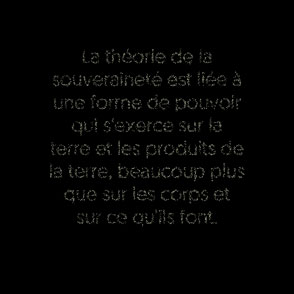 La théorie de la
souveraineté est liée à
une forme de pouvoir
qui s'exerce sur la
terre et les produits de
la terre, beaucoup plus
que sur les corps et
sur ce qu'ils font.